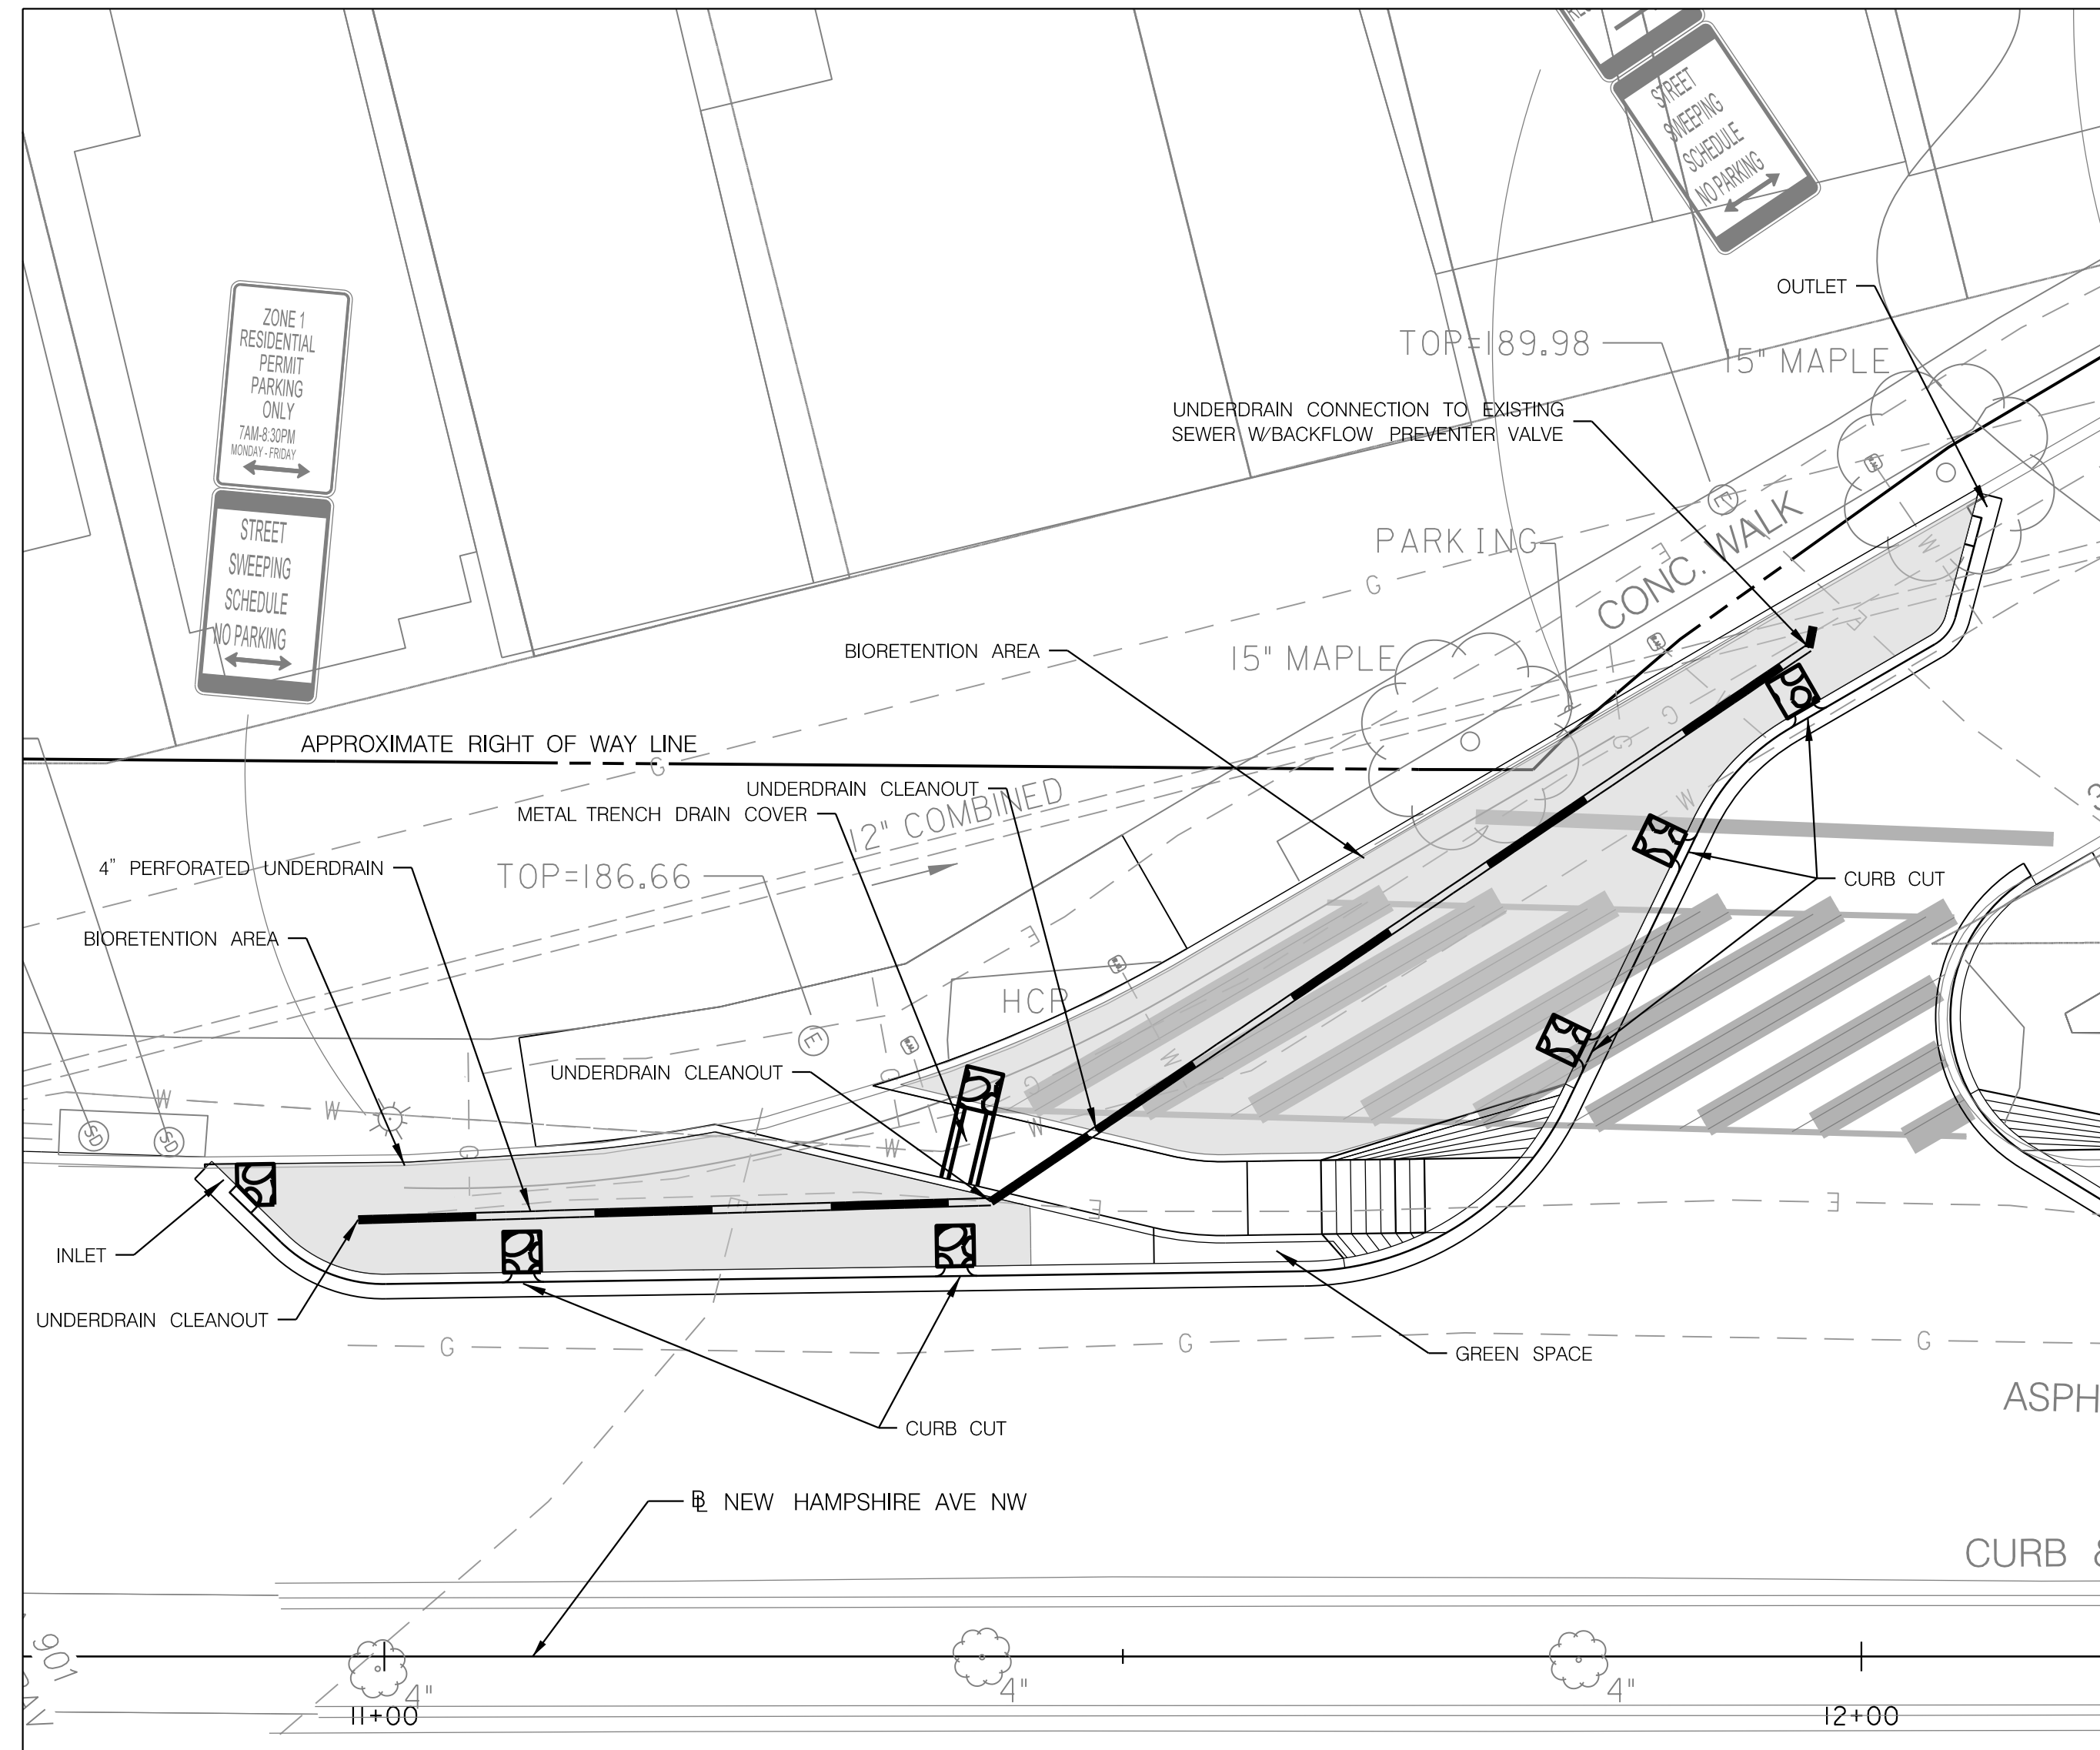 STREET
SWEEPING
SCHEDULE
NO PARKING
ZONE 1
RESIDENTIAL
PERMIT
PARKING
ONLY
7AM-8:30PM
MONDAY - FRIDAY
STREET
SWEEPING
SCHEDULE
NO PARKING
OUTLET
TOP=189.98
15" MAPLE
UNDERDRAIN CONNECTION TO EXISTING
SEWER W/BACKFLOW PREVENTER VALVE
PARKING
CONC. WALK
BIORETENTION AREA
15" MAPLE
APPROXIMATE RIGHT OF WAY LINE
UNDERDRAIN CLEANOUT
METAL TRENCH DRAIN COVER
12" COMBINED
4" PERFORATED UNDERDRAIN
TOP=186.66
CURB CUT
BIORETENTION AREA
HCP
UNDERDRAIN CLEANOUT
INLET
UNDERDRAIN CLEANOUT
GREEN SPACE
ASPH
CURB CUT
NEW HAMPSHIRE AVE NW
CURB &
901
4"
4"
4"
11+00
12+00
E
E
E
E
E
E
E
G
G
G
G
G
G
G
G
W
W
W
W
W
W
W
SD
SD